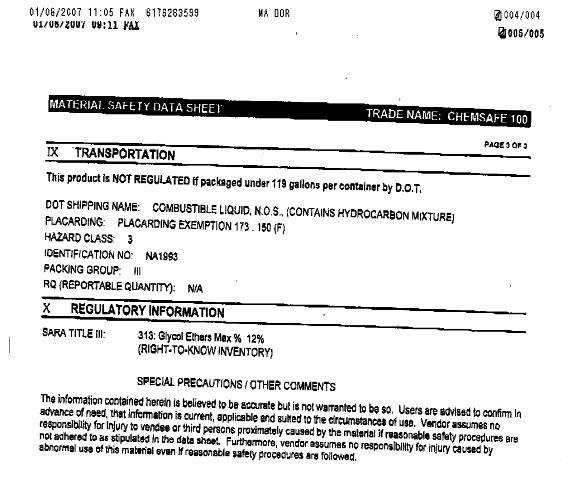 01/08/2007 11:05 FAX 6176263599 MA DOR 004/004
01/08/2007 09:11 FAX 005/005
MATERIAL SAFETY DATA SHEET TRADE NAME: CHEMSAFE 100
PAGE 3 OF 3
IX TRANSPORTATION
This product is NOT REGULATED if packaged under 119 gallons per container by D.O.T.
DOT SHIPPING NAME: COMBUSTIBLE LIQUID, N.O.S., (CONTAINS HYDROCARBON MIXTURE)
PLACARDING: PLACARDING EXEMPTION 173 . 150 (F)
HAZARD CLASS: 3
IDENTIFICATION NO: NA1993
PACKING GROUP: III
RQ (REPORTABLE QUANTITY): N/A
X REGULATORY INFORMATION
SARA TITLE III: 313: Glycol Ethers Max % 12%
(RIGHT-TO-KNOW INVENTORY)
SPECIAL PRECAUTIONS / OTHER COMMENTS
The information contained herein is believed to be accurate but is not warranted to be so. Users are advised to confirm in
advance of need, that information is current, applicable and suited to the circumstances of use. Vendor assumes no
responsibility for injury to vendee or third persons proximately caused by the material if reasonable safety procedures are
not adhered to as stipulated in the data sheet. Furthermore, vendor assumes no responsibility for injury caused by
abnormal use of this material even if reasonable safety procedures are followed.